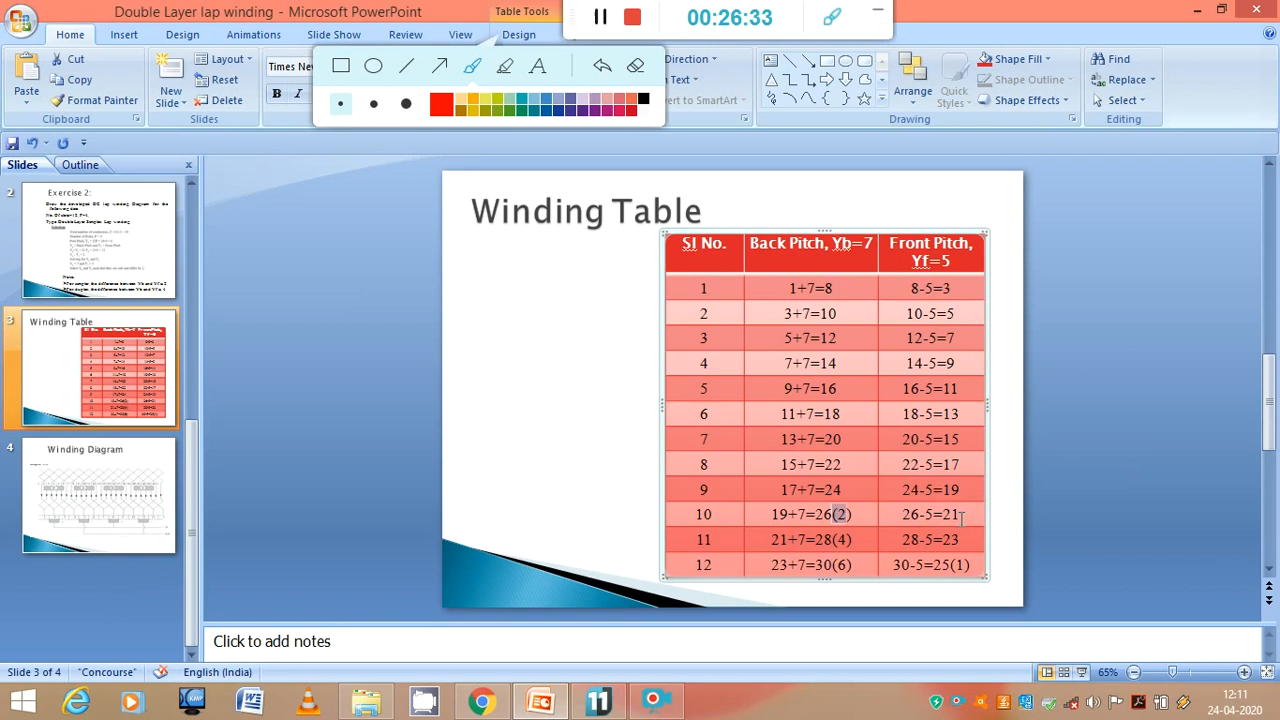 Double Layer lap winding - Microsoft PowerPoint
Table Tools
00:26:33
Home
Insert
Design
Animations
Slide Show
Review
View
Design
Paste
Cut
Copy
Format Painter
Clipboard
New
Slide
Layout
Reset
Delete
Slides
Times New
B
I
Direction
Text
Convert to SmartArt
Arrange
Quick
Styles
Shape Fill
Shape Outline
Shape Effects
Drawing
Find
Replace
Select
Editing
Slides
Outline
2
Exercise 2:
3
Winding Table
4
Winding Diagram
Winding Table
Sl No. Back Pitch, Yb=7 Front Pitch,
Yf=5
1 1+7=8 8-5=3
2 3+7=10 10-5=5
3 5+7=12 12-5=7
4 7+7=14 14-5=9
5 9+7=16 16-5=11
6 11+7=18 18-5=13
7 13+7=20 20-5=15
8 15+7=22 22-5=17
9 17+7=24 24-5=19
10 19+7=26(2) 26-5=21
11 21+7=28(4) 28-5=23
12 23+7=30(6) 30-5=25(1)
Click to add notes
Slide 3 of 4
"Concourse"
English (India)
65%
12:11
24-04-2020